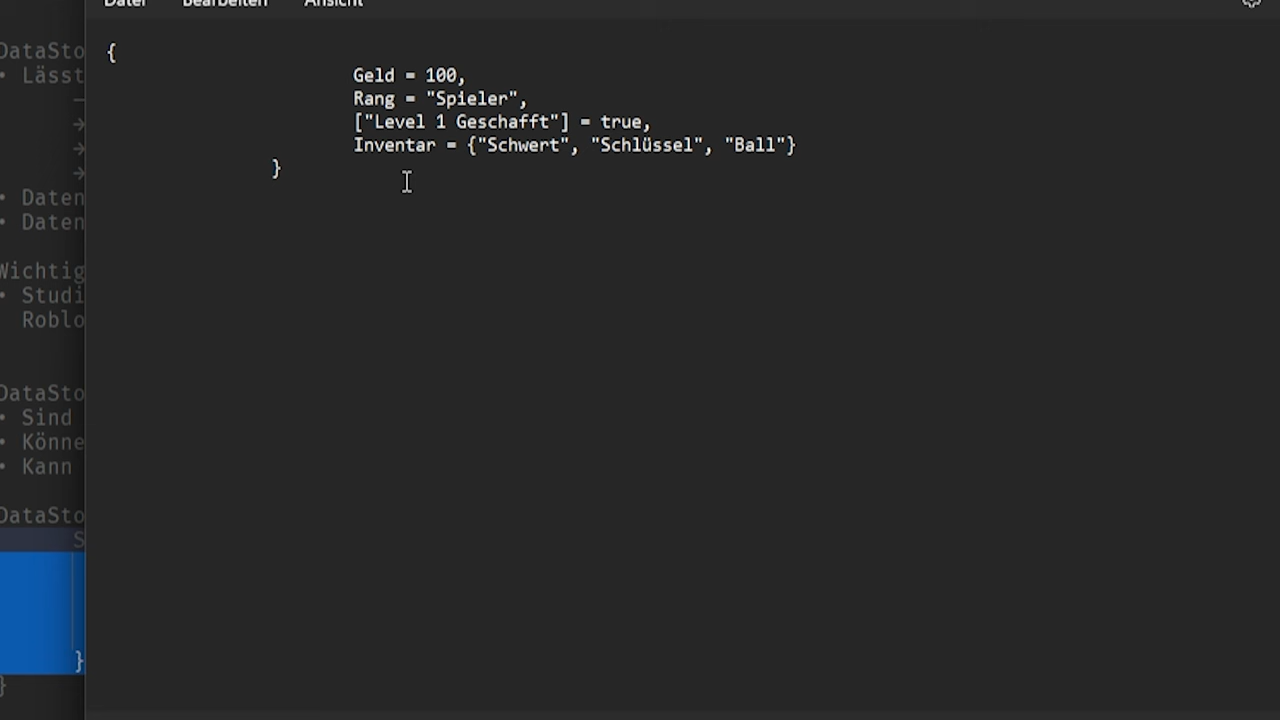 Datei Bearbeiten Ansicht
{
Geld = 100,
Rang = "Spieler",
["Level 1 Geschafft"] = true,
Inventar = {"Schwert", "Schlüssel", "Ball"}
}
DataSto
• Lässt
→
→
→
• Daten
• Daten
Wichtig
• Studi
Roblo
DataSto
• Sind
• Könne
• Kann
DataSto
S
}
}